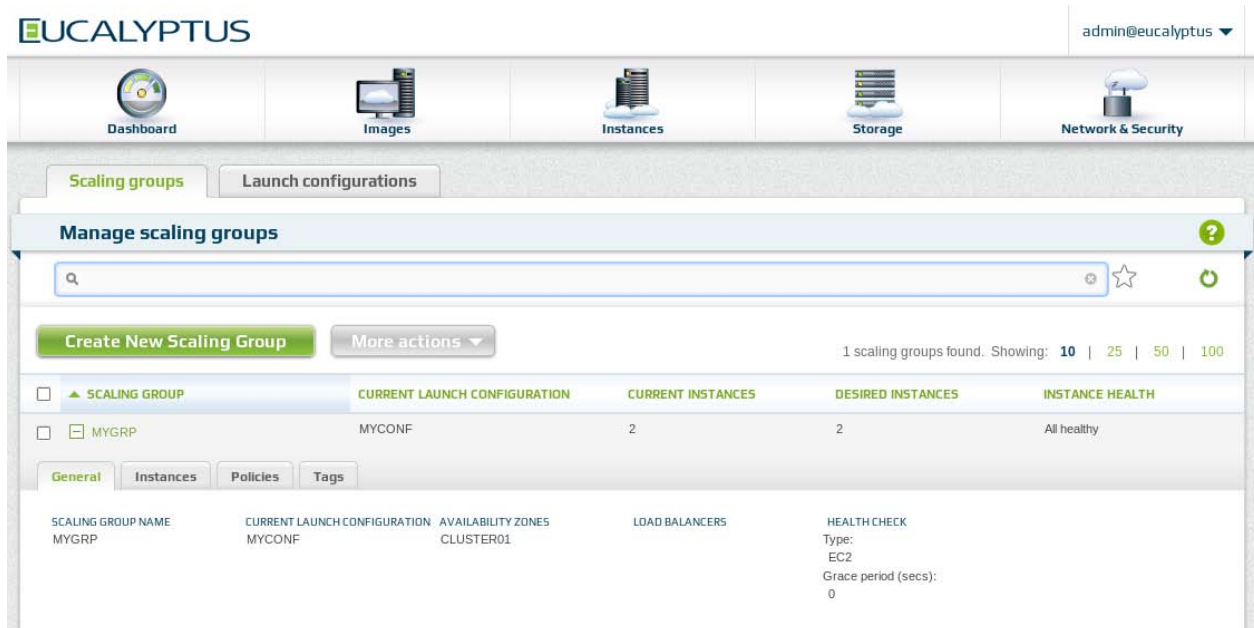 EUCALYPTUS
admin@eucalyptus
Dashboard
Images
Instances
Storage
Network & Security
Scaling groups
Launch configurations
Manage scaling groups
?
Create New Scaling Group
More actions
1 scaling groups found. Showing: 10 | 25 | 50 | 100
SCALING GROUP CURRENT LAUNCH CONFIGURATION CURRENT INSTANCES DESIRED INSTANCES INSTANCE HEALTH
MYGRP MYCONF 2 2 All healthy
General Instances Policies Tags
SCALING GROUP NAME CURRENT LAUNCH CONFIGURATION AVAILABILITY ZONES LOAD BALANCERS HEALTH CHECK
MYGRP MYCONF CLUSTER01 Type:
EC2
Grace period (secs):
0